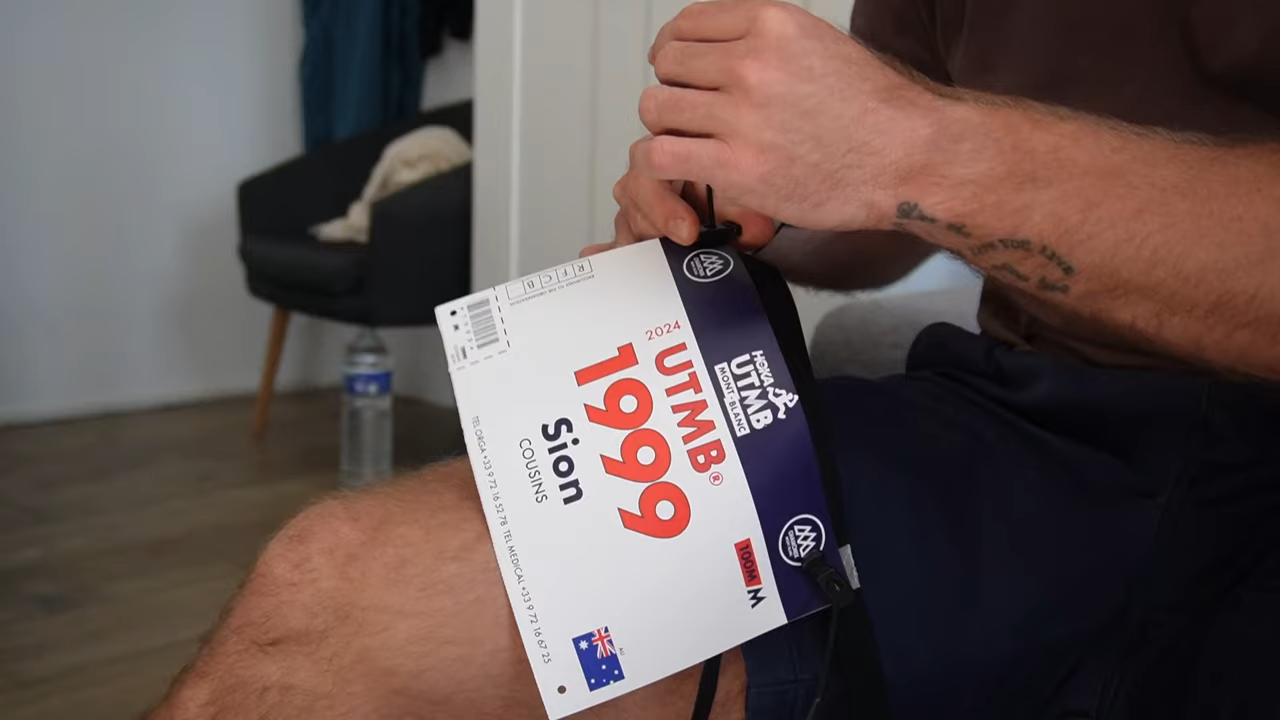 HOKA
UTMB
MONT-BLANC
2024
UTMB®
1999
Sion
COUSINS
100M M
AU
R F C B
TEL ORGA +33 9 72 16 52 78 TEL MEDICAL +33 9 72 16 67 25